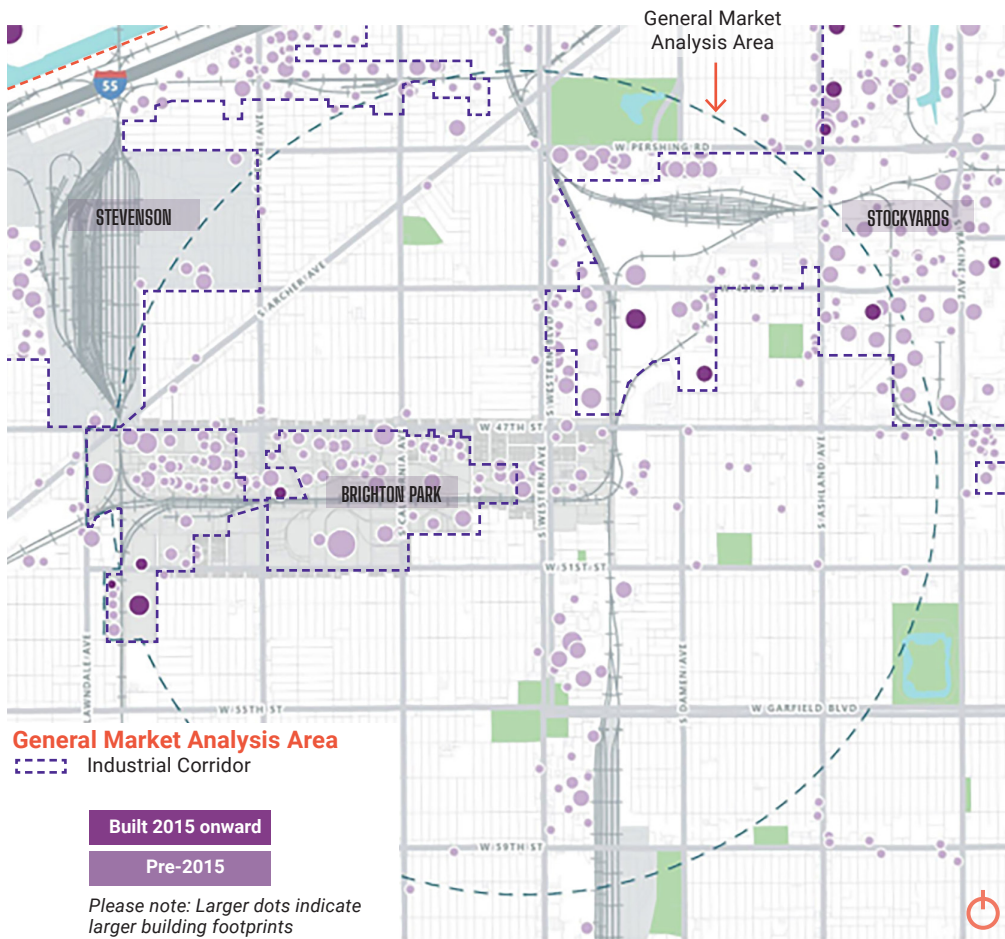 General Market
Analysis Area
55
W PERSHING RD
STEVENSON
STOCKYARDS
S ARCHER AVE
W 47TH ST
BRIGHTON PARK
S WESTERN AVE
S ASHLAND AVE
W 51ST ST
LAWNDALE AVE
S DAMEN AVE
W 55TH ST
W GARFIELD BLVD
General Market Analysis Area
Industrial Corridor
W 59TH ST
Built 2015 onward
Pre-2015
Please note: Larger dots indicate
larger building footprints